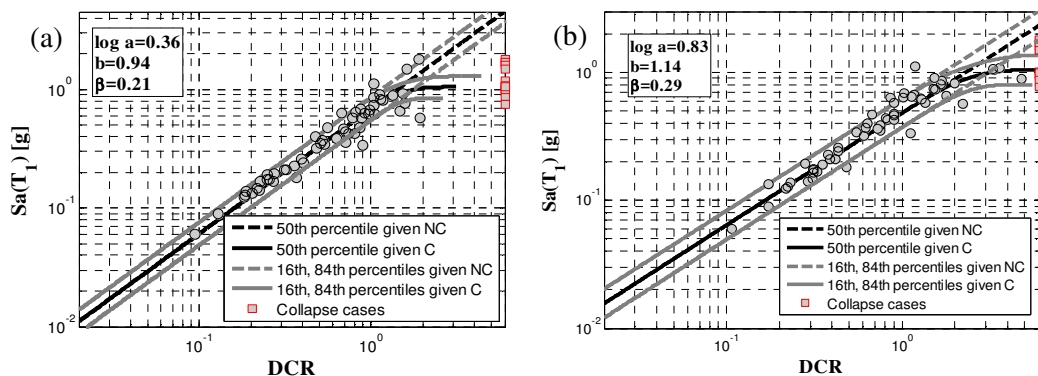 (a)
log a=0.36
b=0.94
β=0.21
Sa(T1) [g]
10^1
10^0
10^-1
10^-2
50th percentile given NC
50th percentile given C
16th, 84th percentiles given NC
16th, 84th percentiles given C
Collapse cases
10^-1
10^0
DCR
(b)
log a=0.83
b=1.14
β=0.29
Sa(T1) [g]
10^0
10^-1
10^-2
50th percentile given NC
50th percentile given C
16th, 84th percentiles given NC
16th, 84th percentiles given C
Collapse cases
10^-1
10^0
DCR